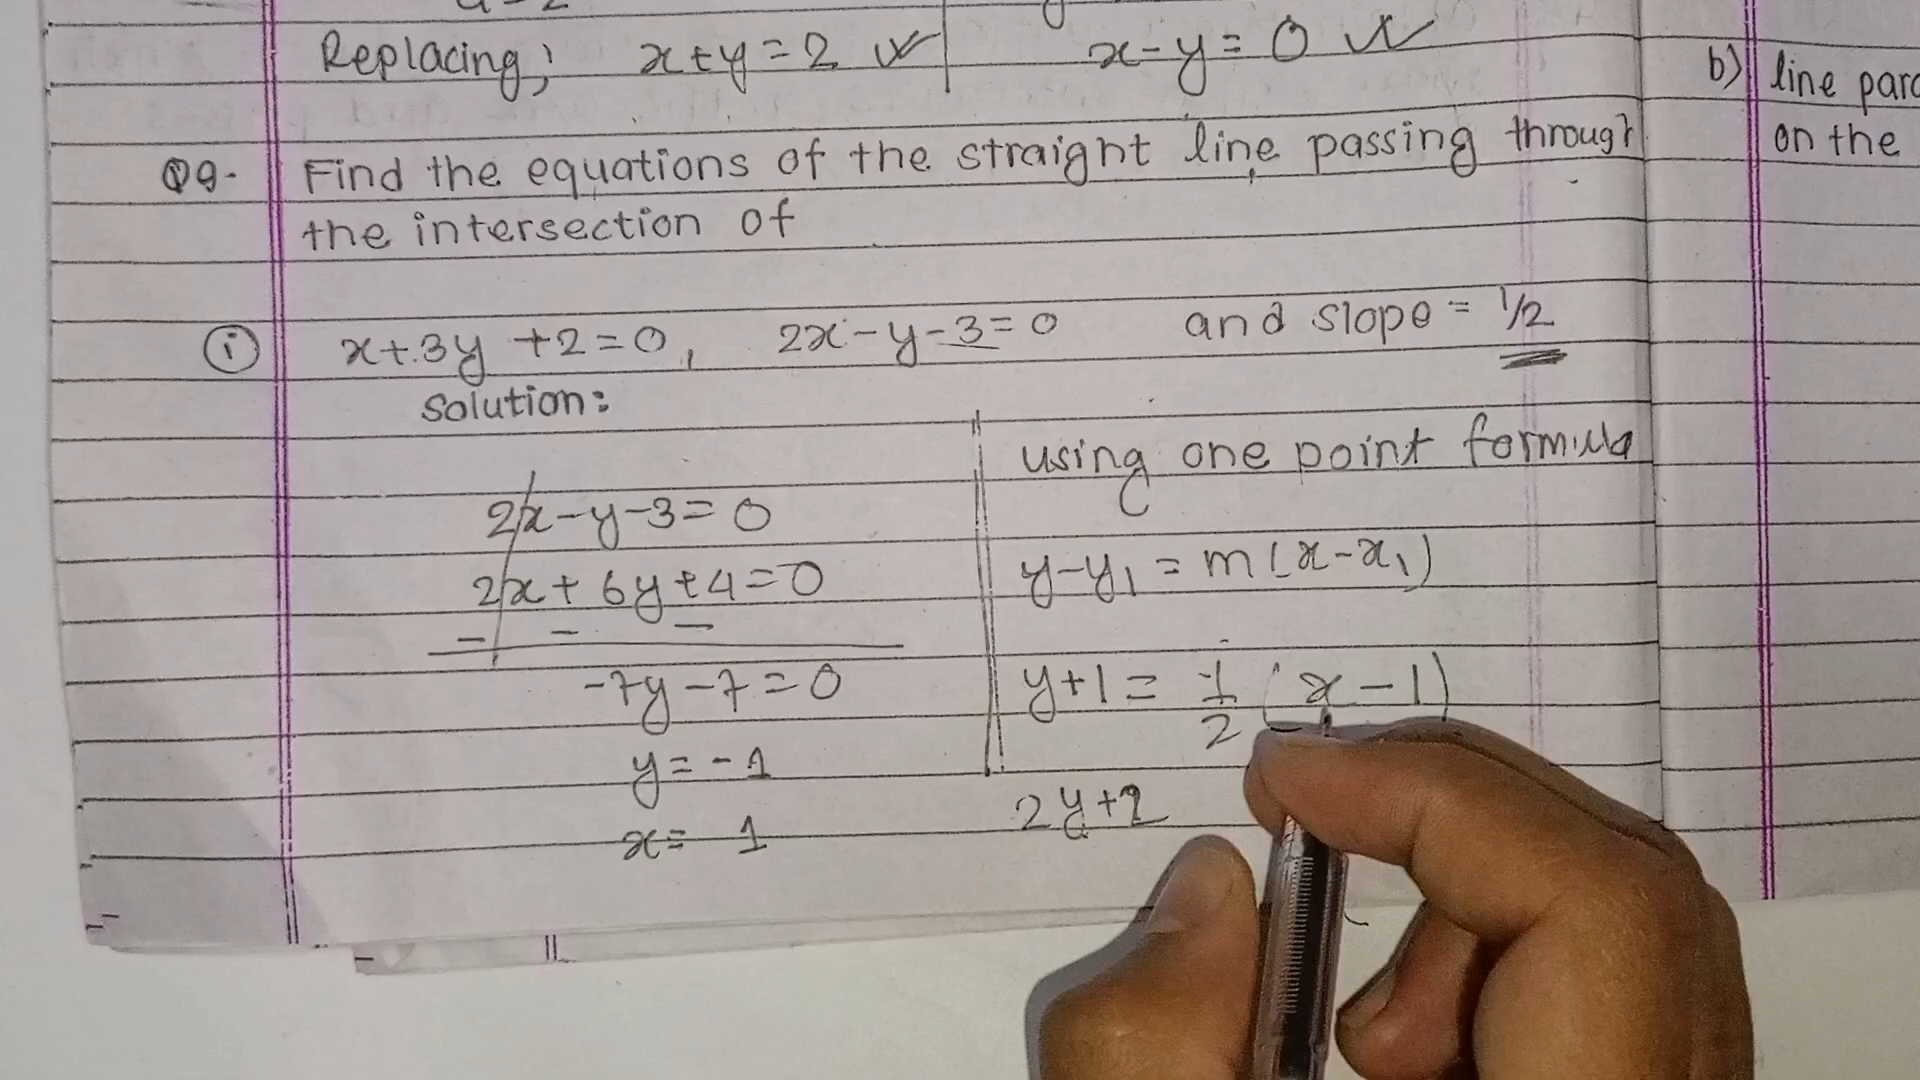 Replacing; x+y=2 x-y=0
Q9. Find the equations of the straight line passing through
the intersection of
i x+3y+2=0, 2x-y-3=0 and slope = 1/2
solution:
2x-y-3=0
2x+6y+4=0
- - -
-7y-7=0
y=-1
x=1
using one point formula
y-y₁=m(x-x₁)
y+1=1/2(x-1)
2y+2
b) line
on the